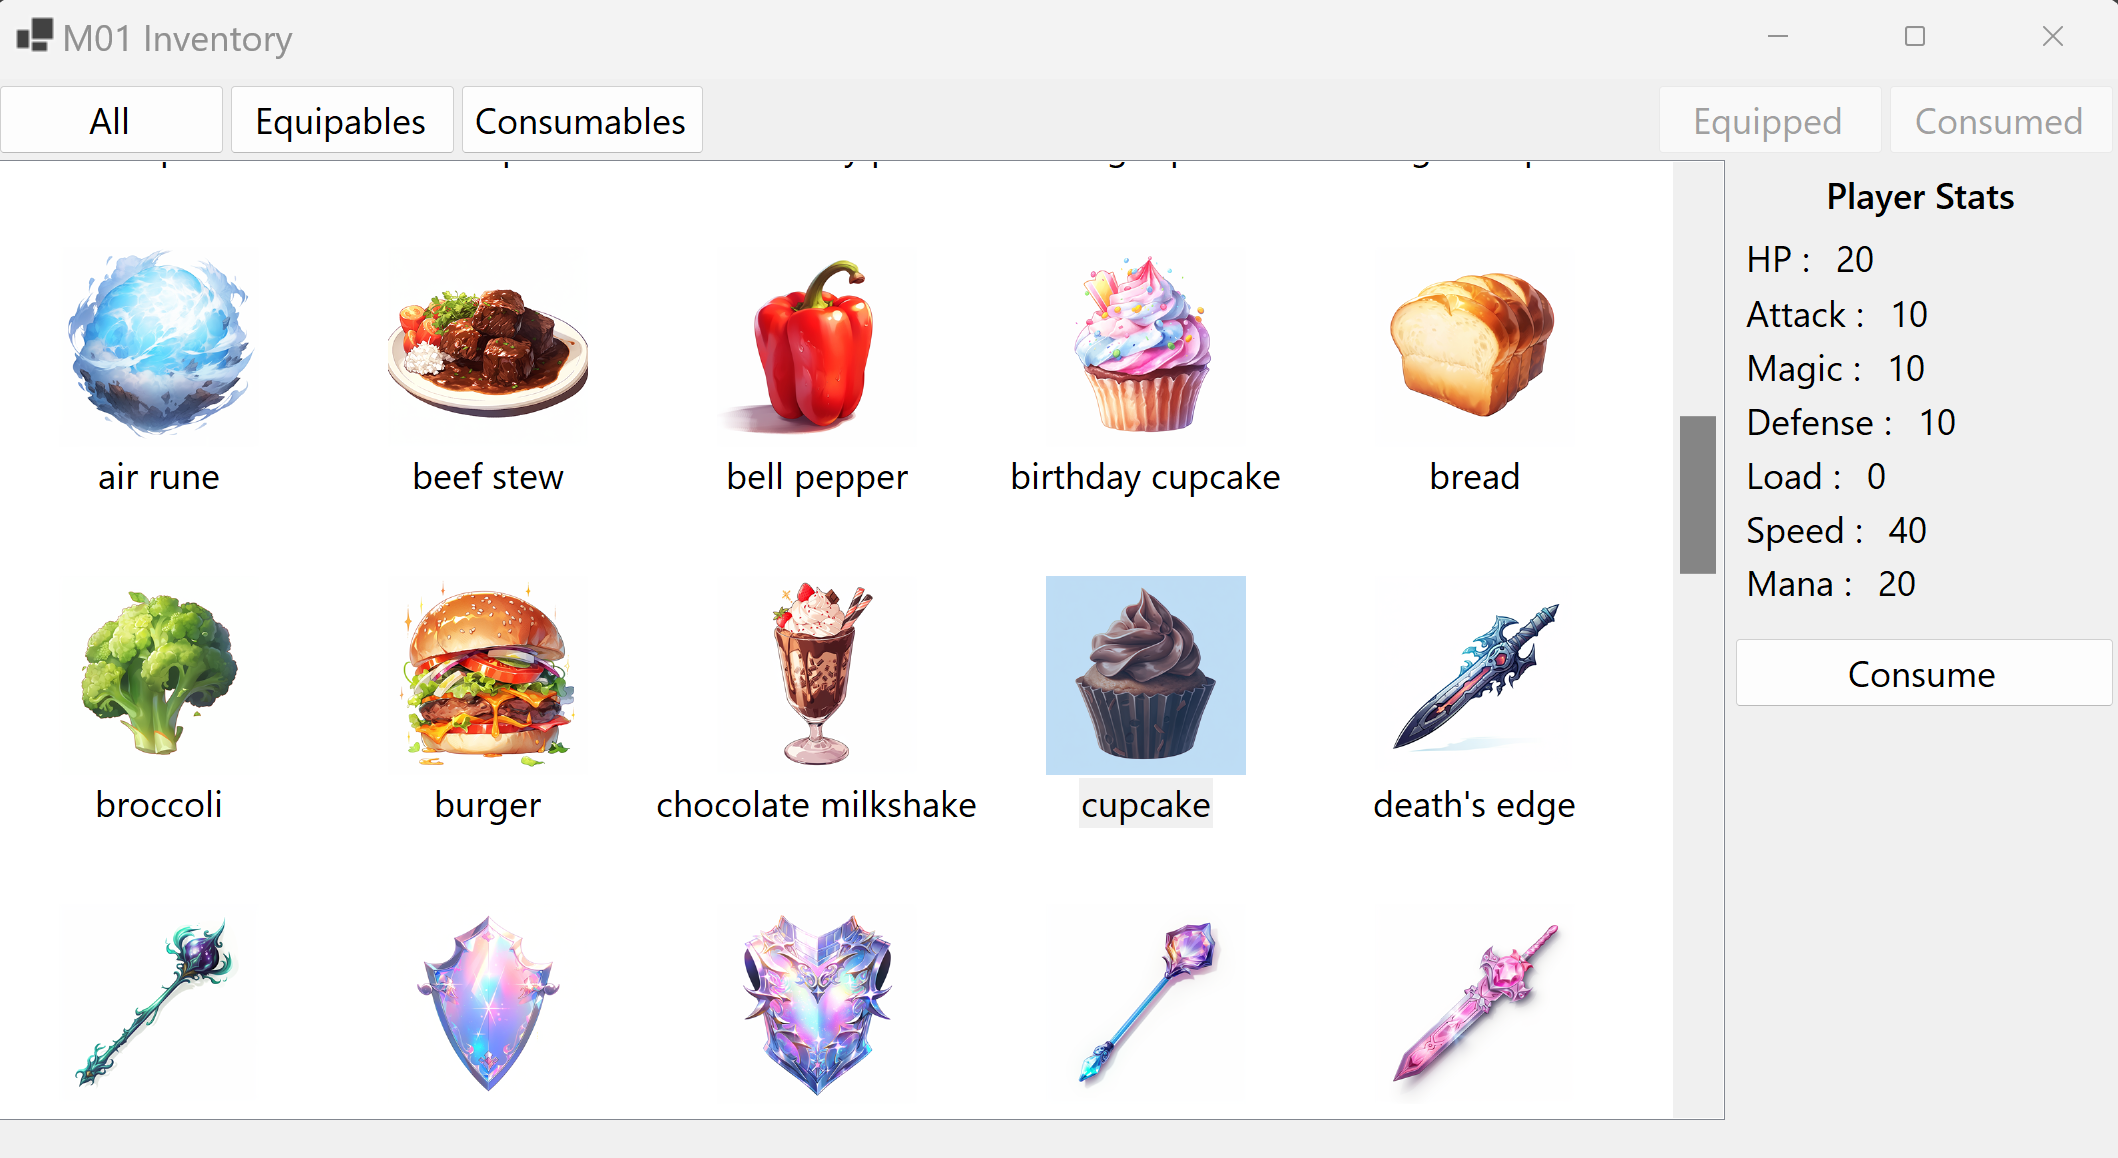 M01 Inventory
All Equipables Consumables Equipped Consumed
Player Stats
HP : 20
Attack : 10
Magic : 10
Defense : 10
Load : 0
Speed : 40
Mana : 20
Consume
air rune beef stew bell pepper birthday cupcake bread
broccoli burger chocolate milkshake cupcake death's edge